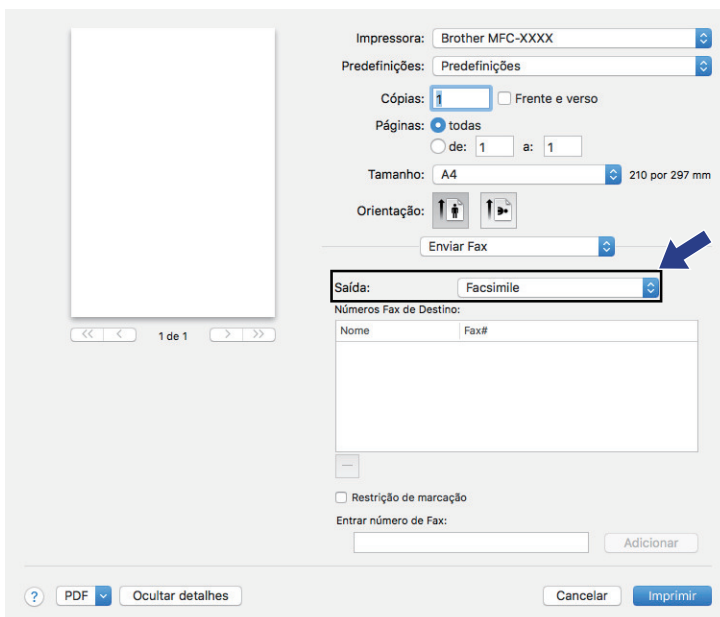 Impressora: Brother MFC-XXXX
Predefinições: Predefinições
Cópias: 1 Frente e verso
Páginas: todas
de: 1 a: 1
Tamanho: A4 210 por 297 mm
Orientação:
Enviar Fax
Saída: Facsimile
Números Fax de Destino:
Nome Fax#
<< < 1 de 1 > >>
Restrição de marcação
Entrar número de Fax:
Adicionar
? PDF Ocultar detalhes Cancelar Imprimir